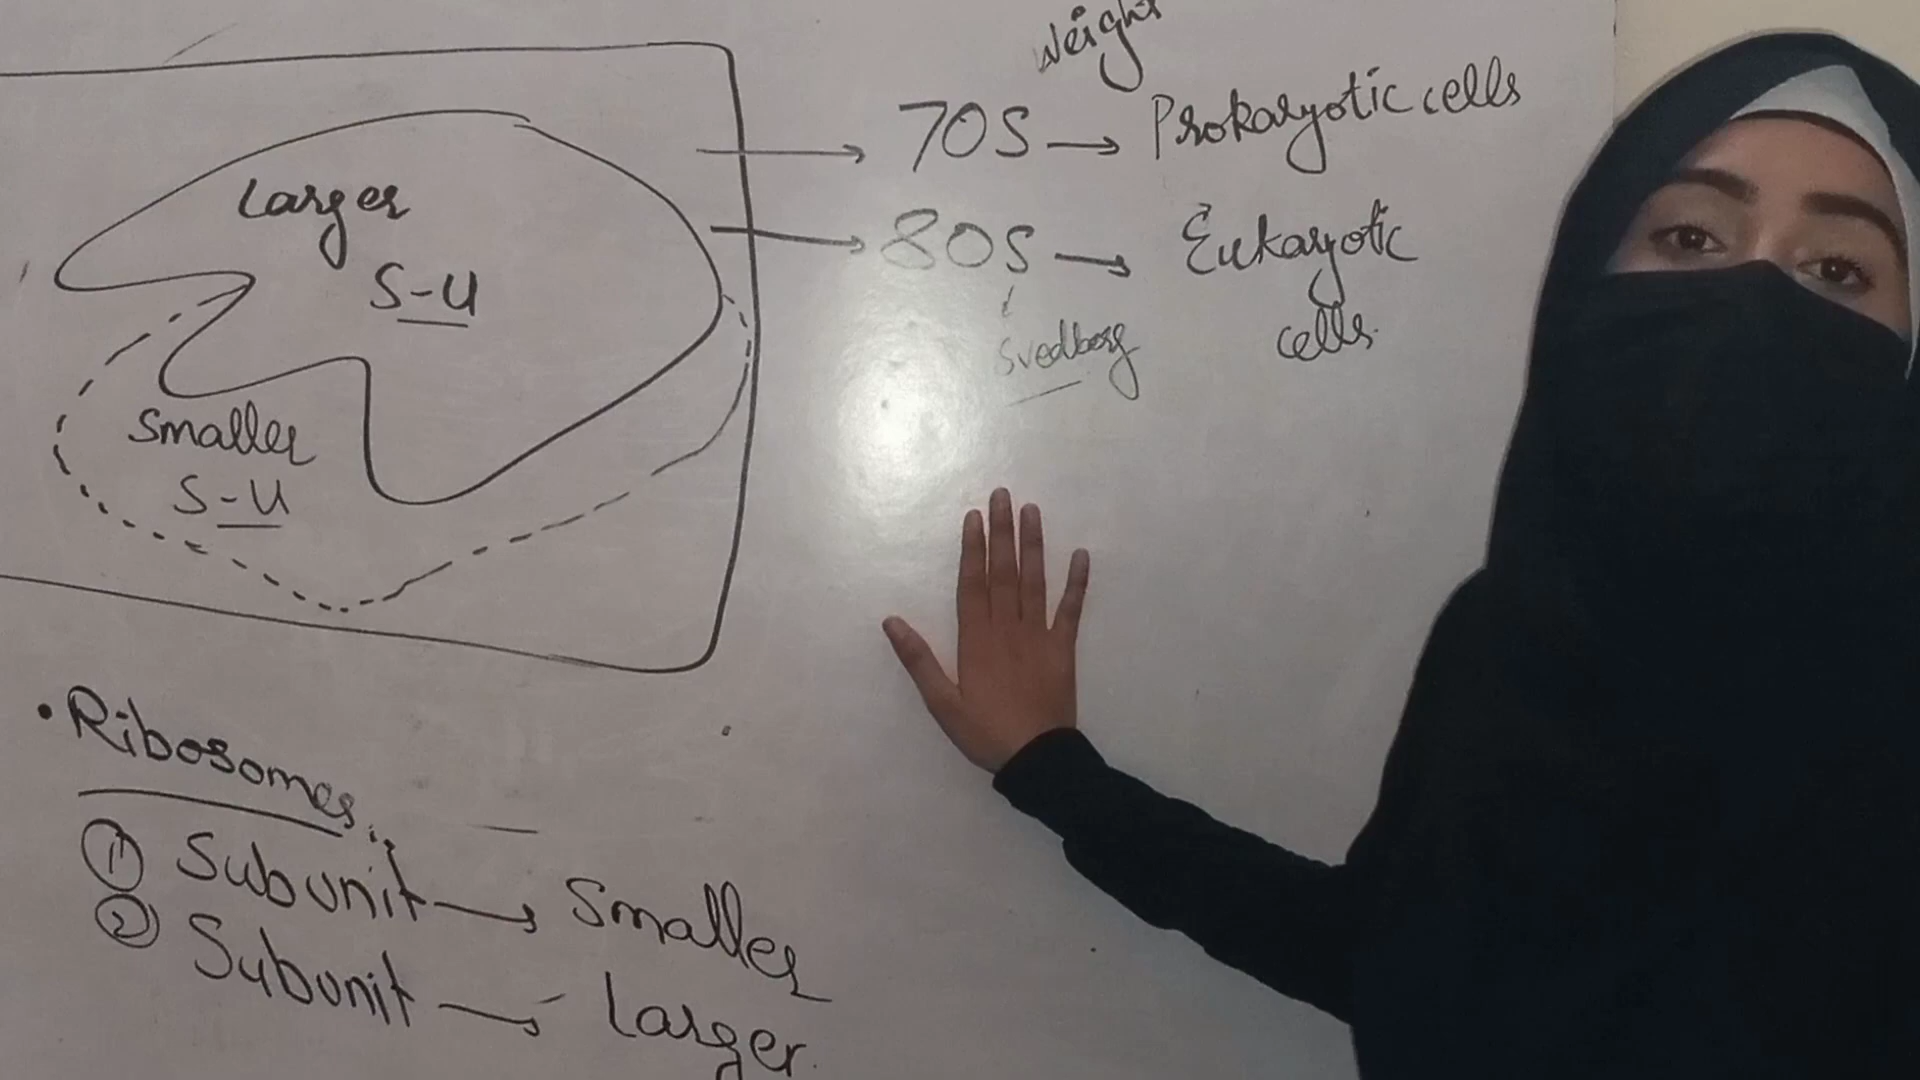 Weight
70S → Prokaryotic cells
80S → Eukaryotic
cells.
Svedberg
Larger
S-U
Smaller
S-U
• Ribosomes
① Subunit → Smaller
② Subunit → Larger.